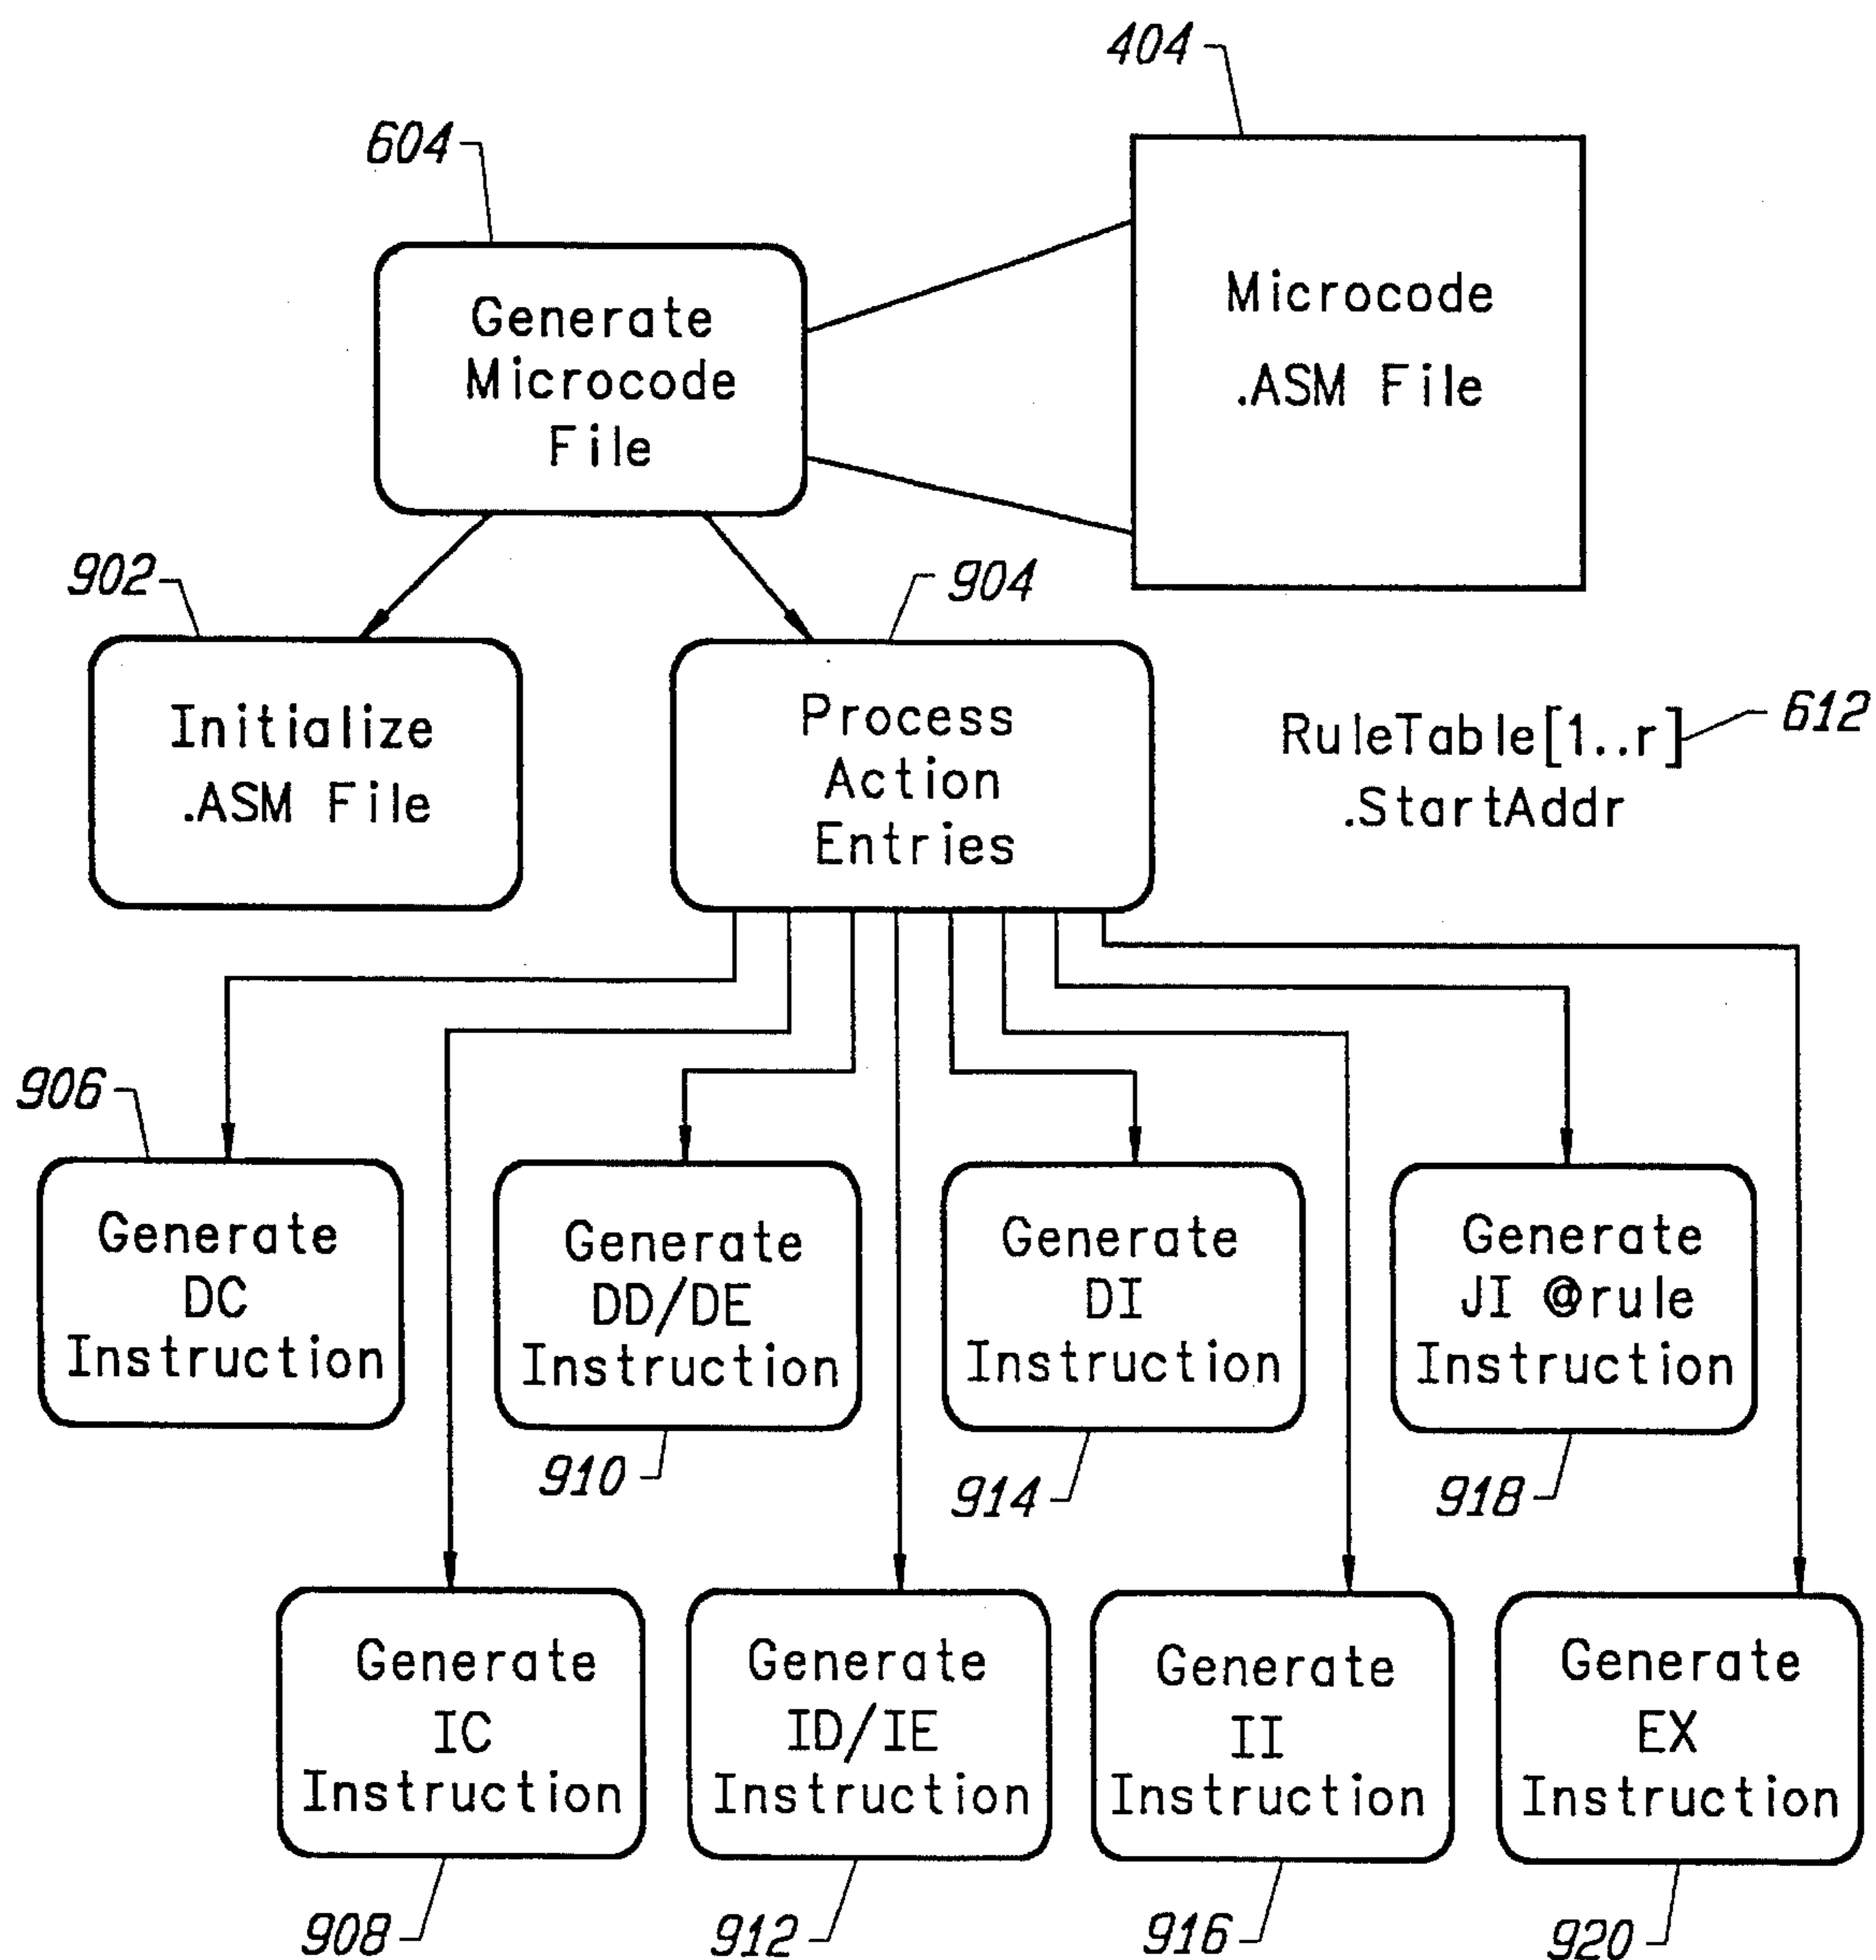 404
604
Generate
Microcode
File
Microcode
.ASM File
902
904
Initialize
.ASM File
Process
Action
Entries
RuleTable[1..r]
.StartAddr
612
906
Generate
DC
Instruction
Generate
DD/DE
Instruction
Generate
DI
Instruction
Generate
JI @rule
Instruction
910
914
918
Generate
IC
Instruction
Generate
ID/IE
Instruction
Generate
II
Instruction
Generate
EX
Instruction
908
912
916
920